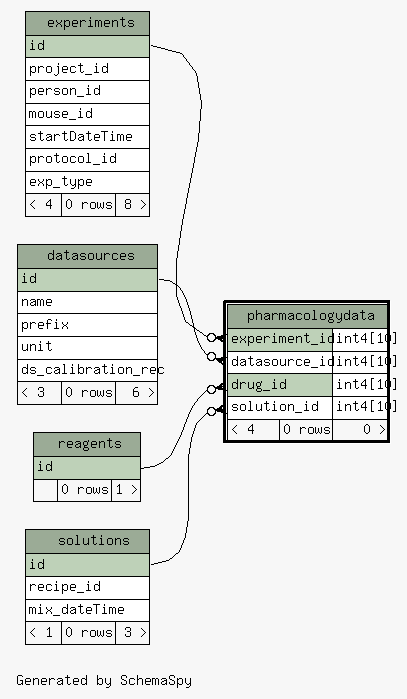 experiments
id
project_id
person_id
mouse_id
startDateTime
protocol_id
exp_type
< 4 0 rows 8 >
datasources
id
name
prefix
unit
ds_calibration_rec
< 3 0 rows 6 >
pharmacologydata
experiment_id int4[10]
datasource_id int4[10]
drug_id int4[10]
solution_id int4[10]
< 4 0 rows 0 >
reagents
id
0 rows 1 >
solutions
id
recipe_id
mix_dateTime
< 1 0 rows 3 >
Generated by SchemaSpy